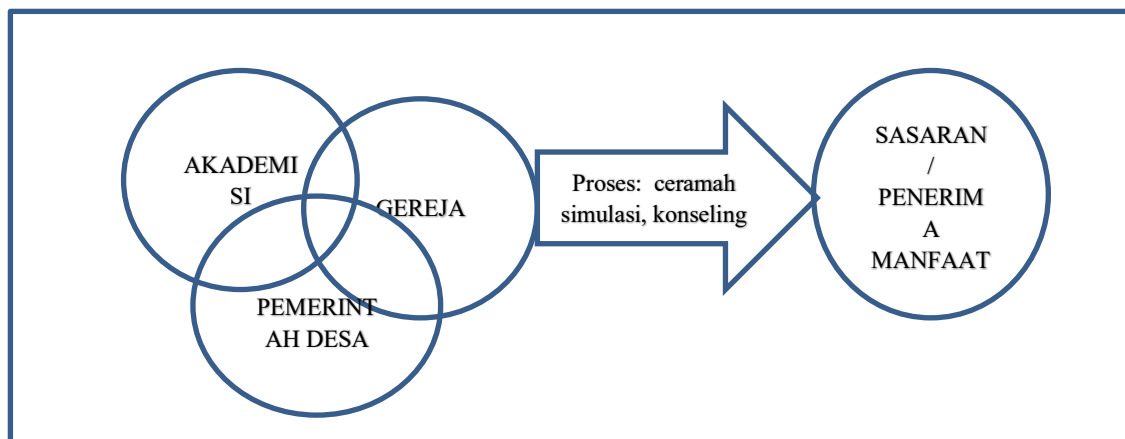 AKADEMI
SI
GEREJA
PEMERINT
AH DESA
Proses:  ceramah
simulasi, konseling
SASARAN
/
PENERIM
A
MANFAAT